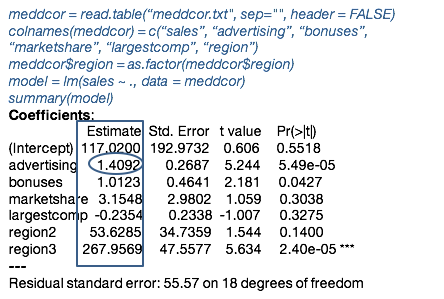 meddcor = read.table(“meddcor.txt", sep="", header = FALSE)
colnames(meddcor) = c(“sales”, “advertising”, “bonuses”,
“marketshare”, “largestcomp”, “region”)
meddcor$region = as.factor(meddcor$region)
model = lm(sales ~ ., data = meddcor)
summary(model)
Coefficients:
Estimate Std. Error t value Pr(>|t|)
(Intercept) 117.0200 192.9732 0.606 0.5518
advertising 1.4092 0.2687 5.244 5.49e-05
bonuses 1.0123 0.4641 2.181 0.0427
marketshare 3.1548 2.9802 1.059 0.3038
largestcomp -0.2354 0.2338 -1.007 0.3275
region2 53.6285 34.7359 1.544 0.1400
region3 267.9569 47.5577 5.634 2.40e-05 ***
---
Residual standard error: 55.57 on 18 degrees of freedom